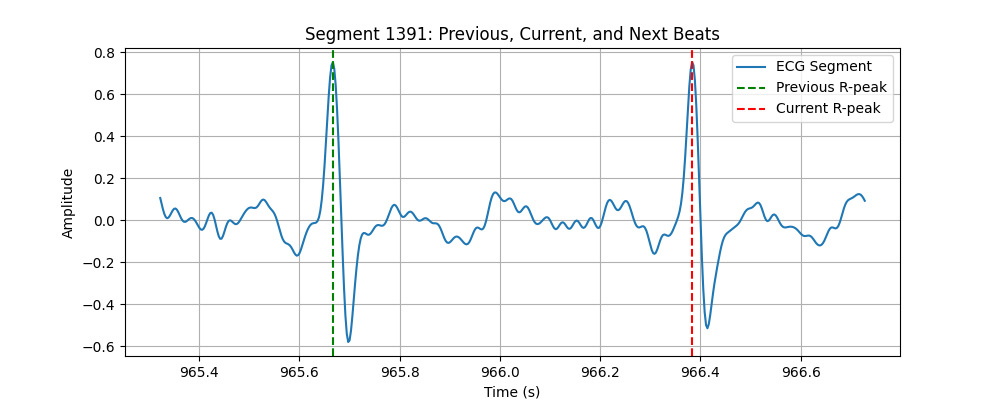 Segment 1391: Previous, Current, and Next Beats
ECG Segment
Previous R-peak
Current R-peak
Amplitude
0.8
0.6
0.4
0.2
0.0
−0.2
−0.4
−0.6
965.4 965.6 965.8 966.0 966.2 966.4 966.6
Time (s)